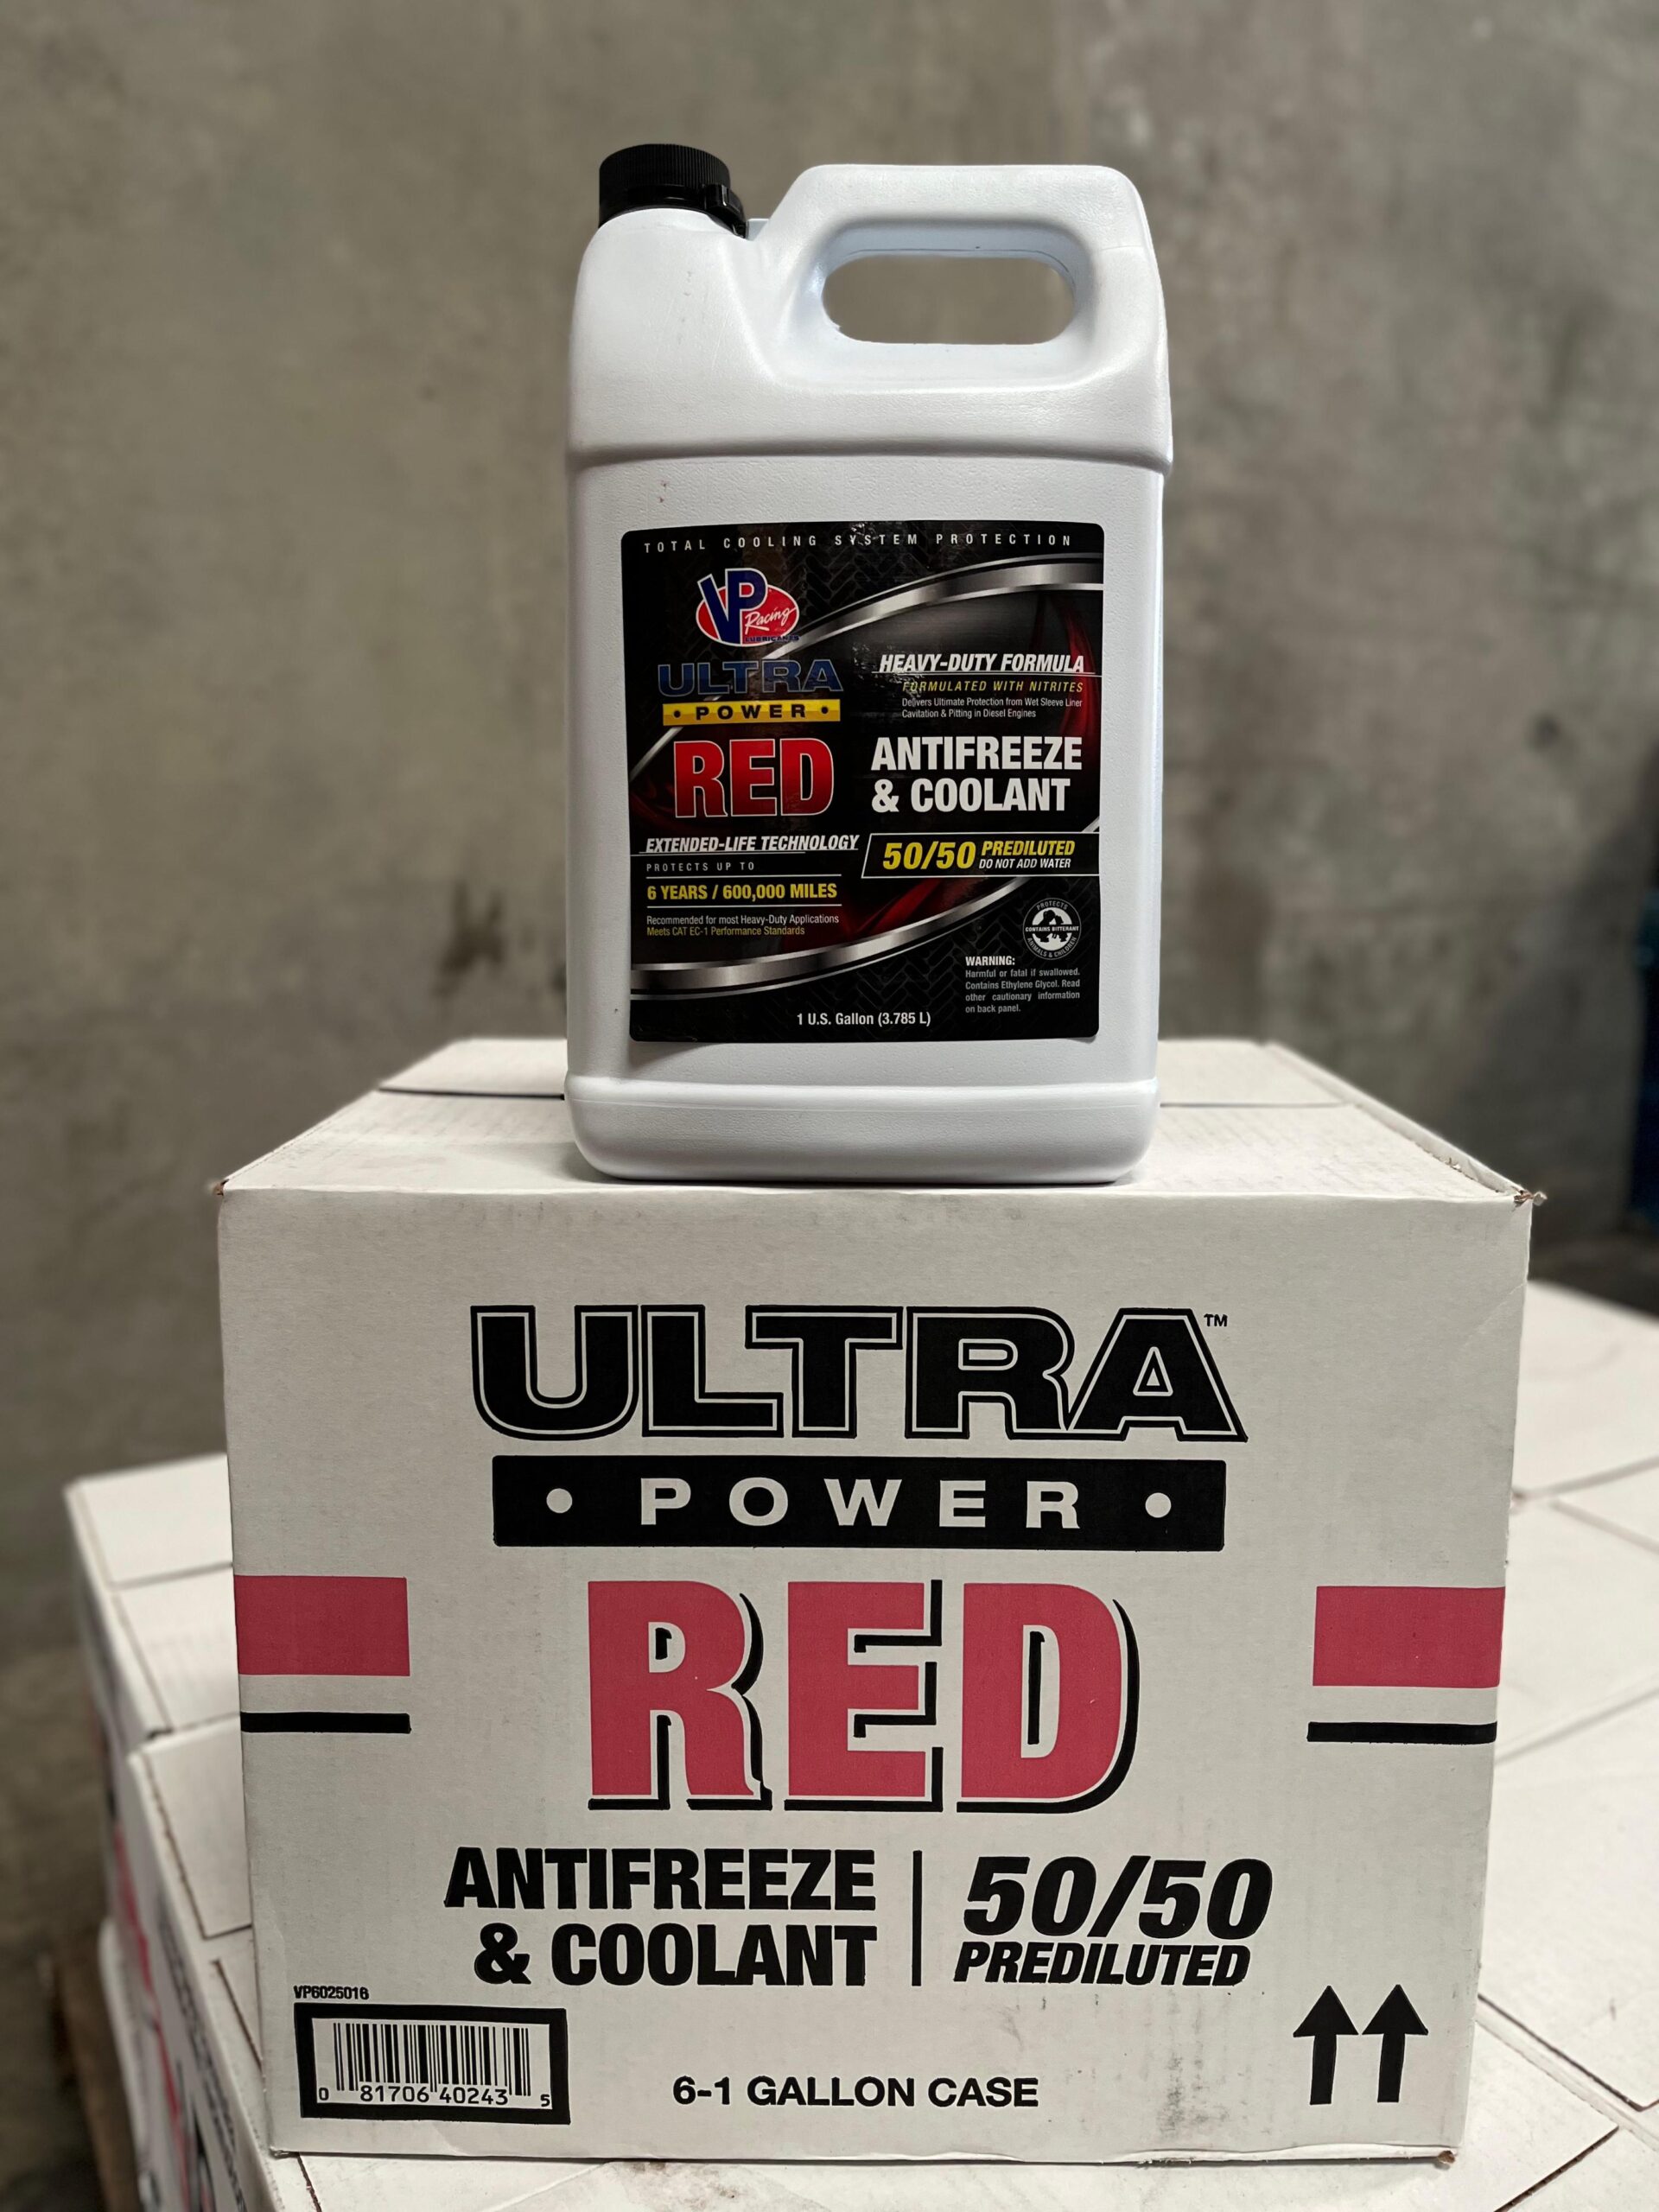 TOTAL COOLING SYSTEM PROTECTION
VP Racing
LUBRICANTS
ULTRA
• POWER •
RED
EXTENDED-LIFE TECHNOLOGY
PROTECTS UP TO
6 YEARS / 600,000 MILES
Recommended for most Heavy-Duty Applications
Meets CAT EC-1 Performance Standards
HEAVY-DUTY FORMULA
FORMULATED WITH NITRITES
Delivers Ultimate Protection from Wet Sleeve Liner
Cavitation & Pitting in Diesel Engines
ANTIFREEZE
& COOLANT
50/50 PREDILUTED
DO NOT ADD WATER
PROTECTS
CONTAINS BITTERANT
ANIMALS & CHILDREN
WARNING:
Harmful or fatal if swallowed.
Contains Ethylene Glycol. Read
other cautionary information
on back panel.
1 U.S. Gallon (3.785 L)
ULTRA™
• POWER •
RED
ANTIFREEZE
& COOLANT
50/50
PREDILUTED
VP6025016
0 81706 40243 5
6-1 GALLON CASE